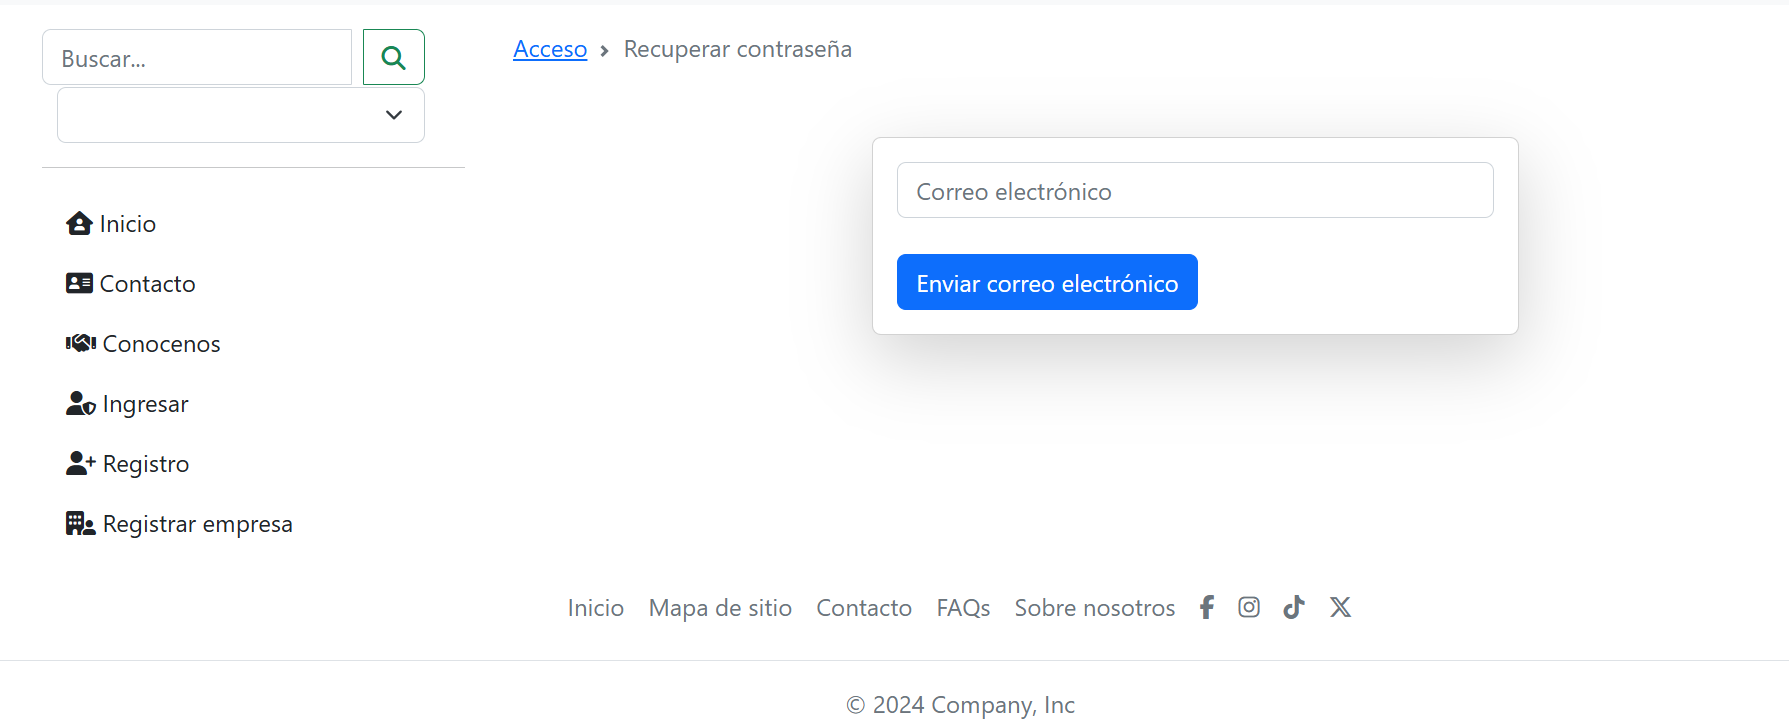 Buscar...
Acceso › Recuperar contraseña
Correo electrónico
Enviar correo electrónico
Inicio
Contacto
Conocenos
Ingresar
Registro
Registrar empresa
Inicio Mapa de sitio Contacto FAQs Sobre nosotros
© 2024 Company, Inc